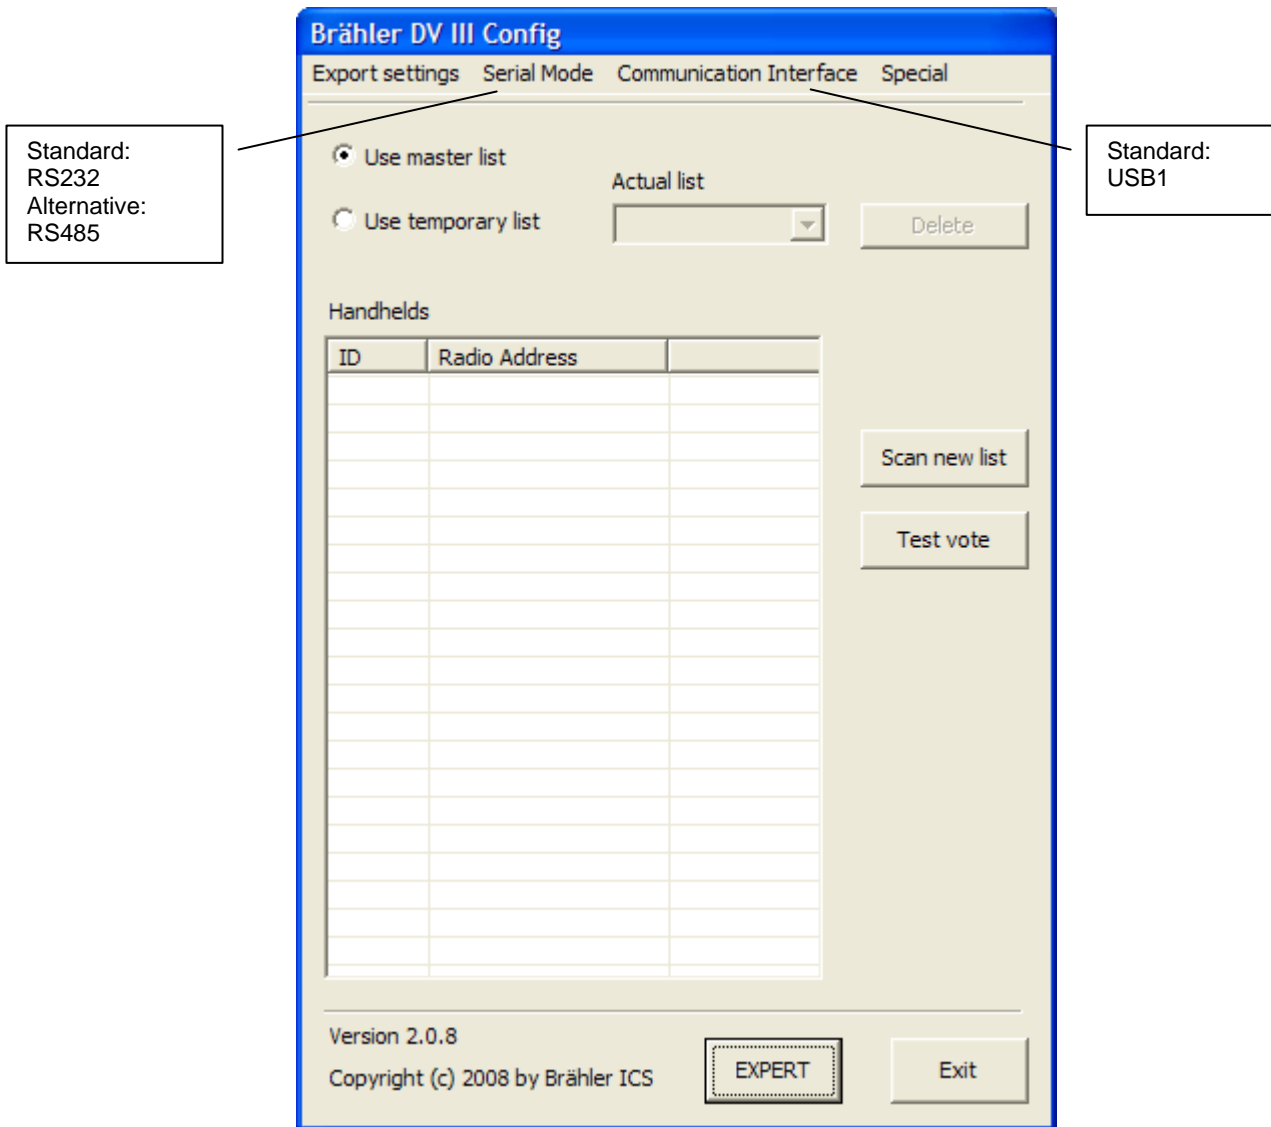 Brähler DV III Config
Export settings Serial Mode Communication Interface Special
Standard:
RS232
Alternative:
RS485
Standard:
USB1
Use master list
Actual list
Use temporary list
Delete
Handhelds
ID Radio Address
Scan new list
Test vote
Version 2.0.8
Copyright (c) 2008 by Brähler ICS
EXPERT
Exit